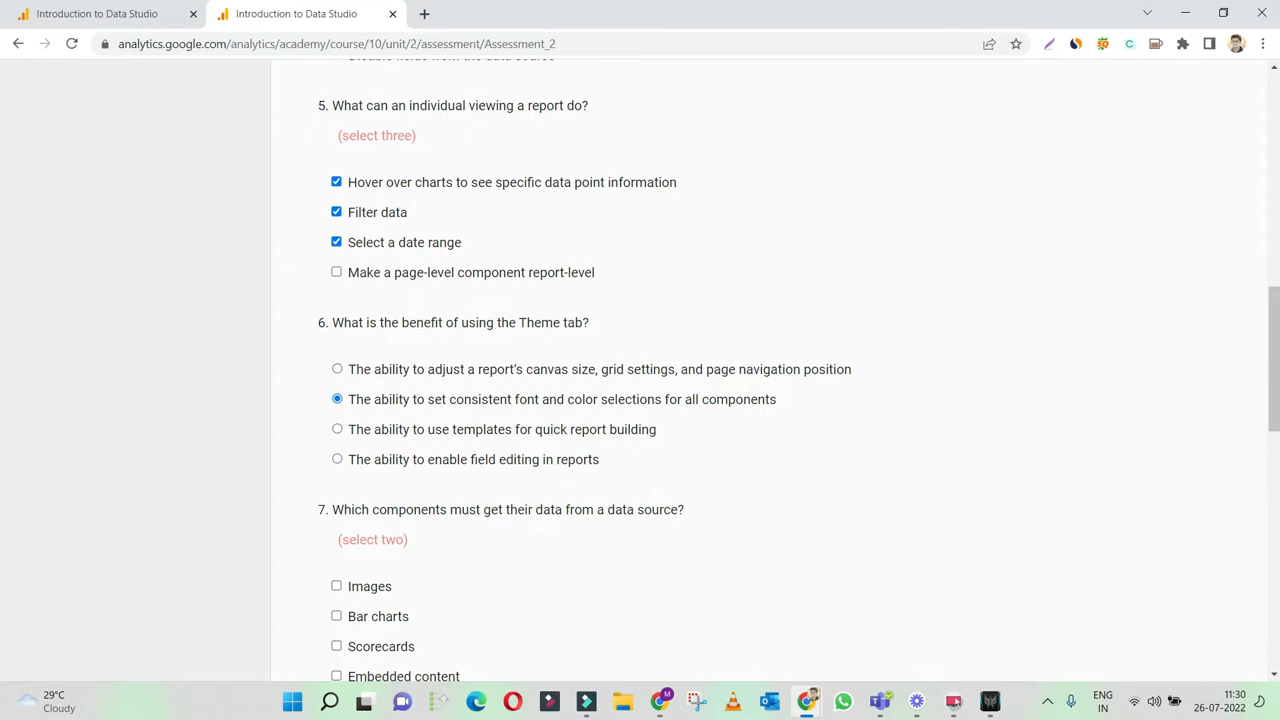 Introduction to Data Studio
Introduction to Data Studio
analytics.google.com/analytics/academy/course/10/unit/2/assessment/Assessment_2
5. What can an individual viewing a report do?
(select three)
Hover over charts to see specific data point information
Filter data
Select a date range
Make a page-level component report-level
6. What is the benefit of using the Theme tab?
The ability to adjust a report's canvas size, grid settings, and page navigation position
The ability to set consistent font and color selections for all components
The ability to use templates for quick report building
The ability to enable field editing in reports
7. Which components must get their data from a data source?
(select two)
Images
Bar charts
Scorecards
Embedded content
29°C
Cloudy
M
ENG
IN
11:30
26-07-2022